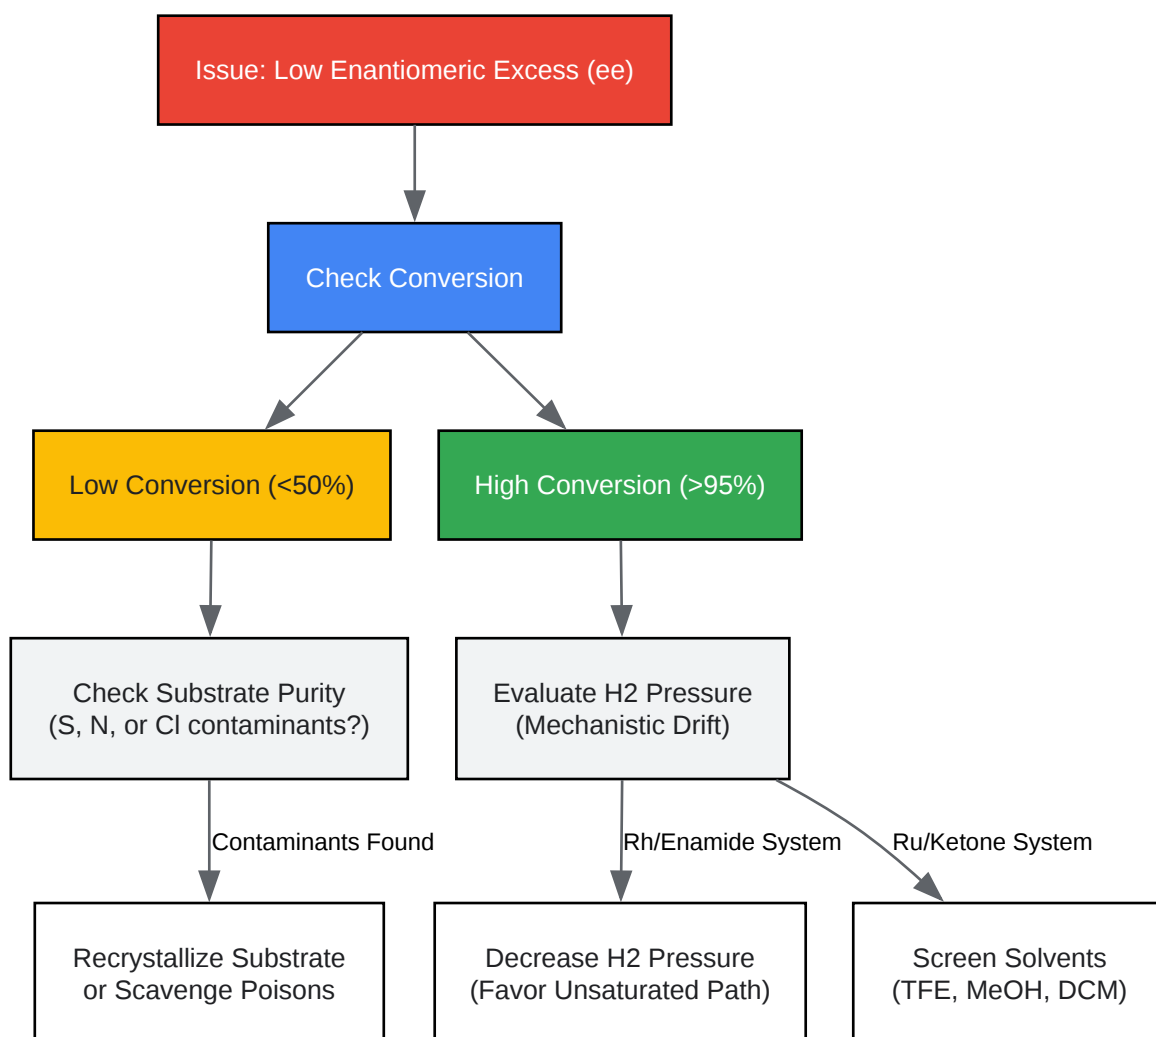 Issue: Low Enantiomeric Excess (ee)
Check Conversion
Low Conversion (<50%)
High Conversion (>95%)
Check Substrate Purity
(S, N, or Cl contaminants?)
Evaluate H2 Pressure
(Mechanistic Drift)
Contaminants Found
Rh/Enamide System
Ru/Ketone System
Recrystallize Substrate
or Scavenge Poisons
Decrease H2 Pressure
(Favor Unsaturated Path)
Screen Solvents
(TFE, MeOH, DCM)